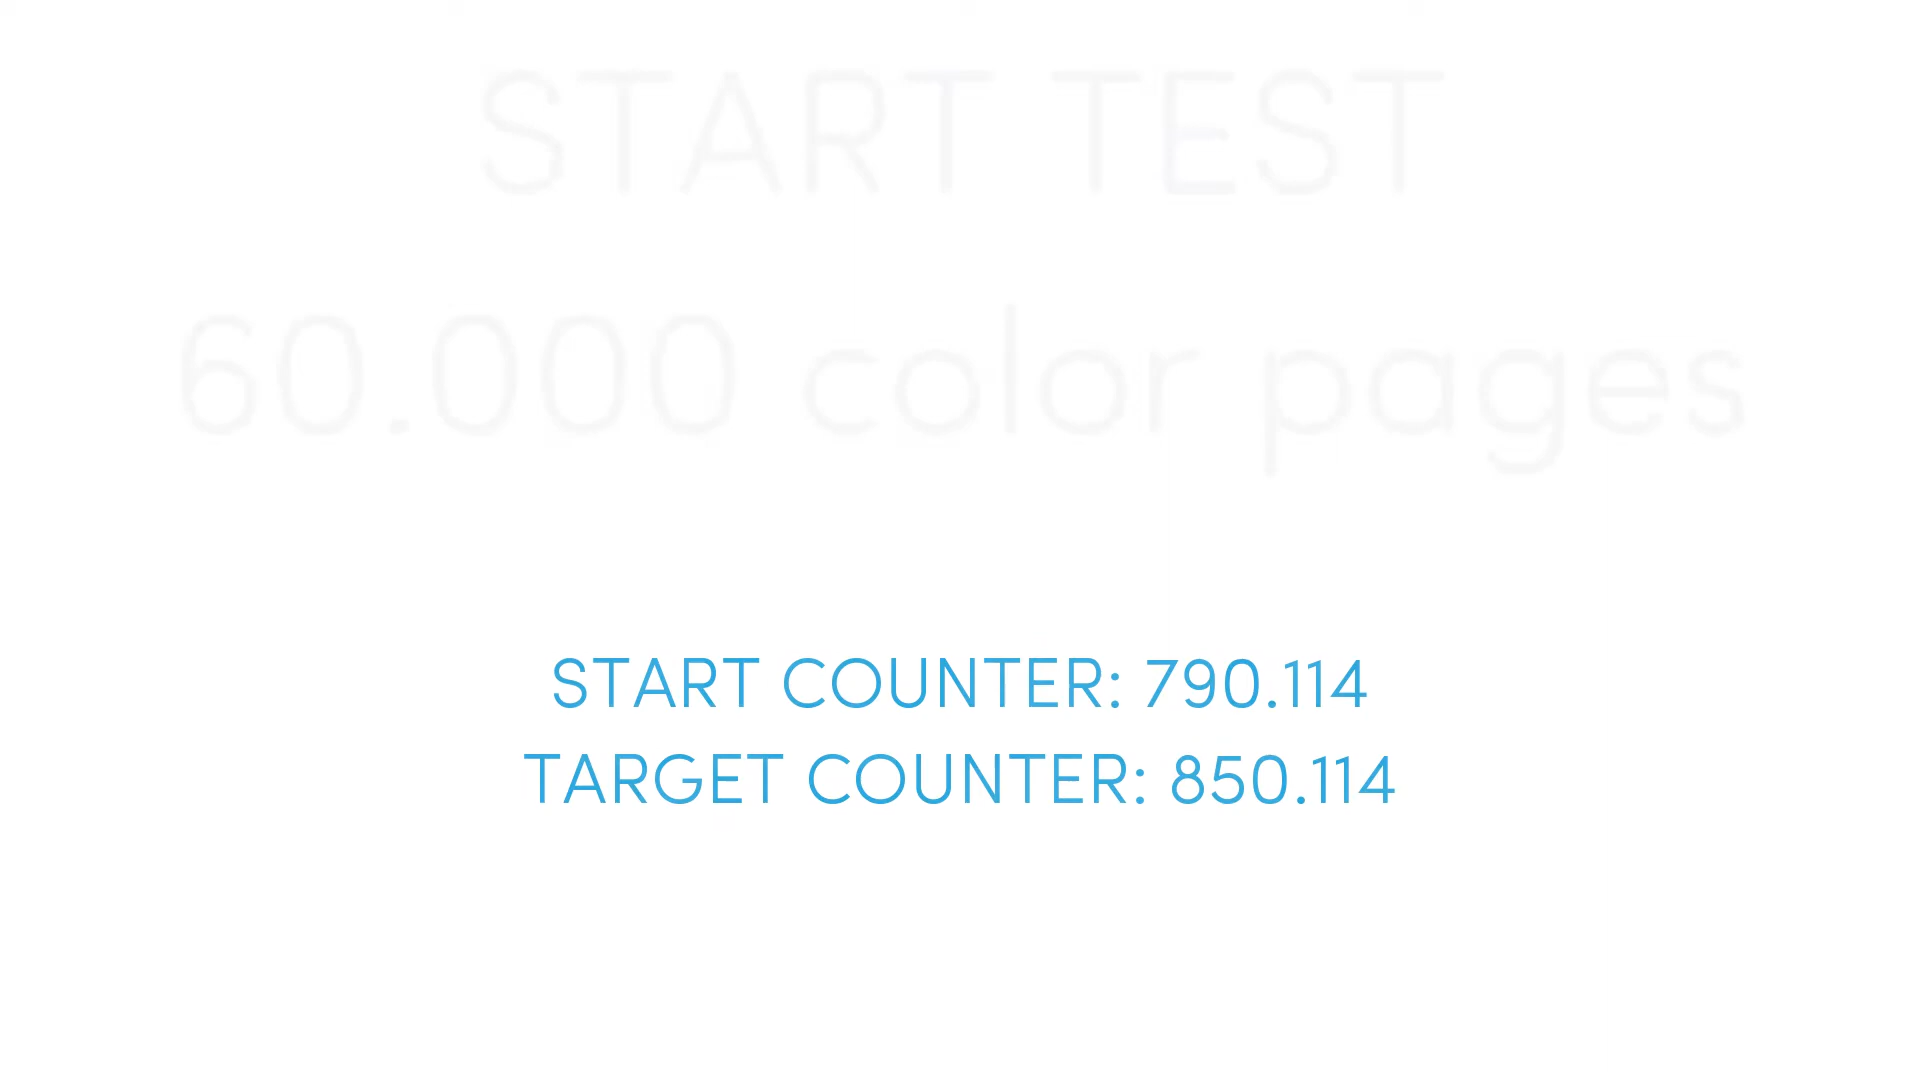 START TEST
60.000 color pages
START COUNTER: 790.114
TARGET COUNTER: 850.114